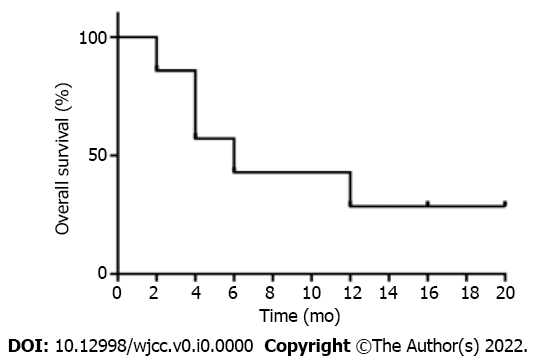 Overall survival (%)
100
50
0
0 2 4 6 8 10 12 14 16 18 20
Time (mo)
DOI: 10.12998/wjcc.v0.i0.0000 Copyright ©The Author(s) 2022.